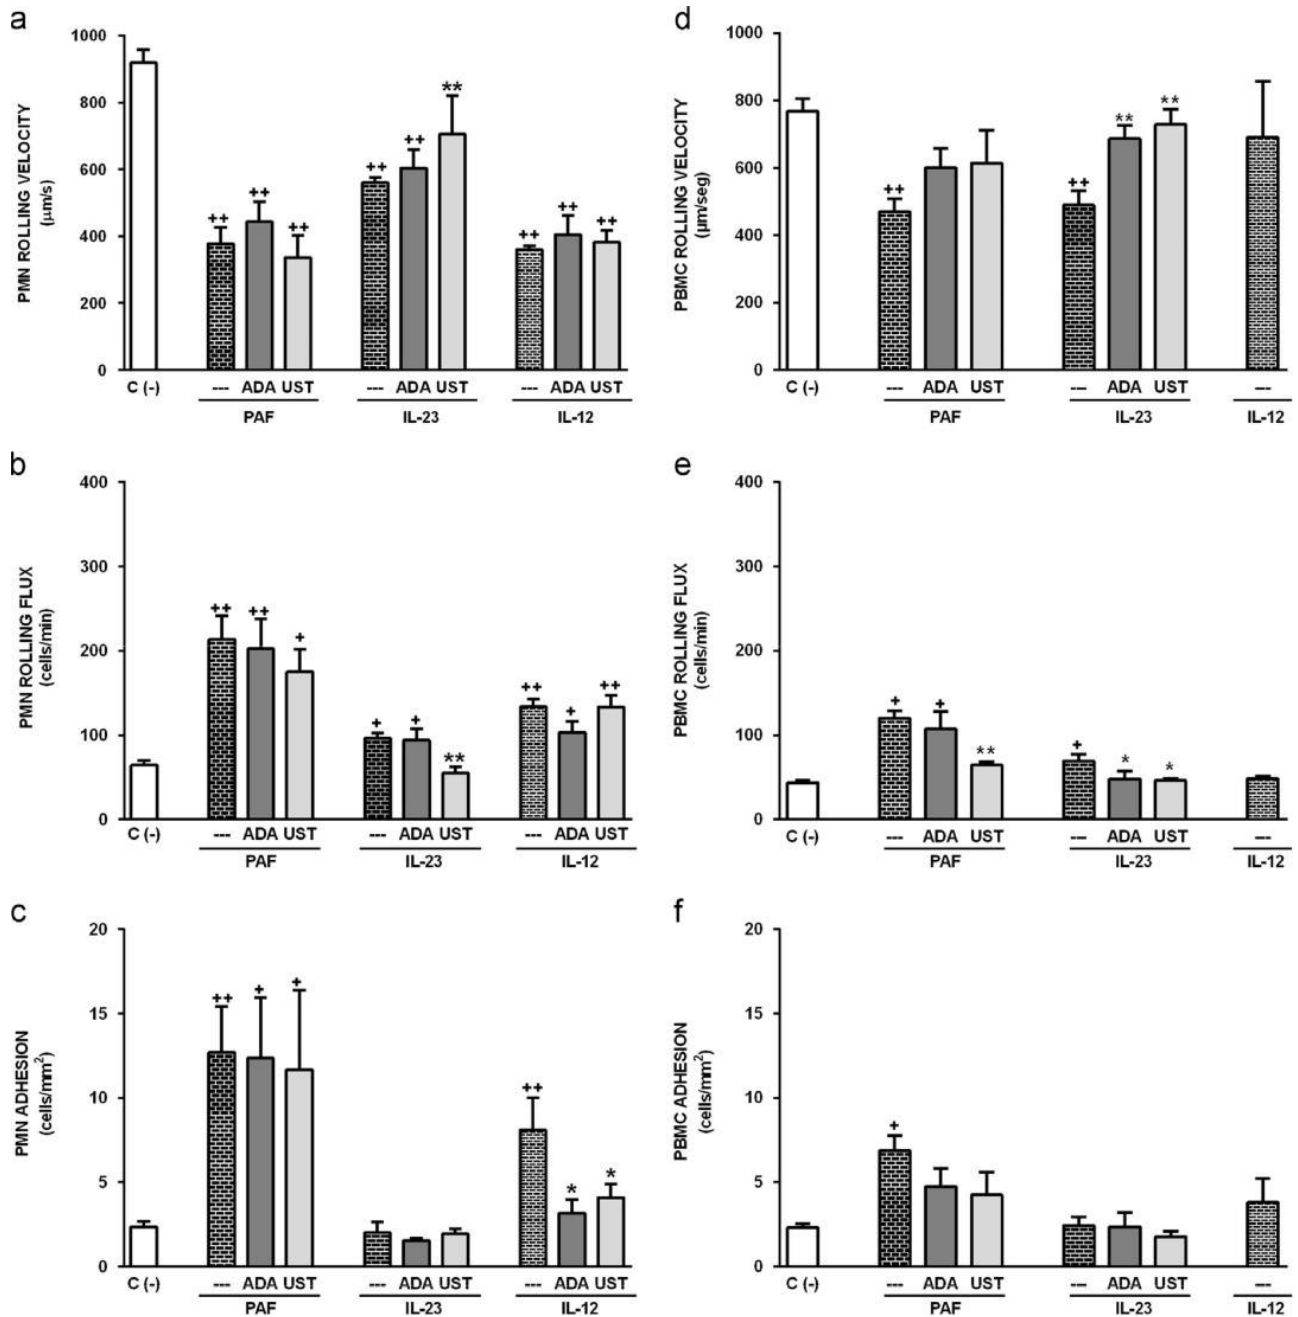 a
PMN ROLLING VELOCITY
(µm/s)
1000
800
600
400
200
0
++
++
++
++
++
**
++
++
++
C (-)
---
ADA
UST
---
ADA
UST
---
ADA
UST
PAF
IL-23
IL-12
d
PBMC ROLLING VELOCITY
(µm/seg)
1000
800
600
400
200
0
++
++
**
**
C (-)
---
ADA
UST
---
ADA
UST
---
PAF
IL-23
IL-12
b
PMN ROLLING FLUX
(cells/min)
400
300
200
100
0
++
++
+
+
+
**
++
+
++
C (-)
---
ADA
UST
---
ADA
UST
---
ADA
UST
PAF
IL-23
IL-12
e
PBMC ROLLING FLUX
(cells/min)
400
300
200
100
0
+
+
**
+
*
*
C (-)
---
ADA
UST
---
ADA
UST
---
PAF
IL-23
IL-12
c
PMN ADHESION
(cells/mm²)
20
15
10
5
0
++
+
+
++
*
*
C (-)
---
ADA
UST
---
ADA
UST
---
ADA
UST
PAF
IL-23
IL-12
f
PBMC ADHESION
(cells/mm²)
20
15
10
5
0
+
C (-)
---
ADA
UST
---
ADA
UST
---
PAF
IL-23
IL-12